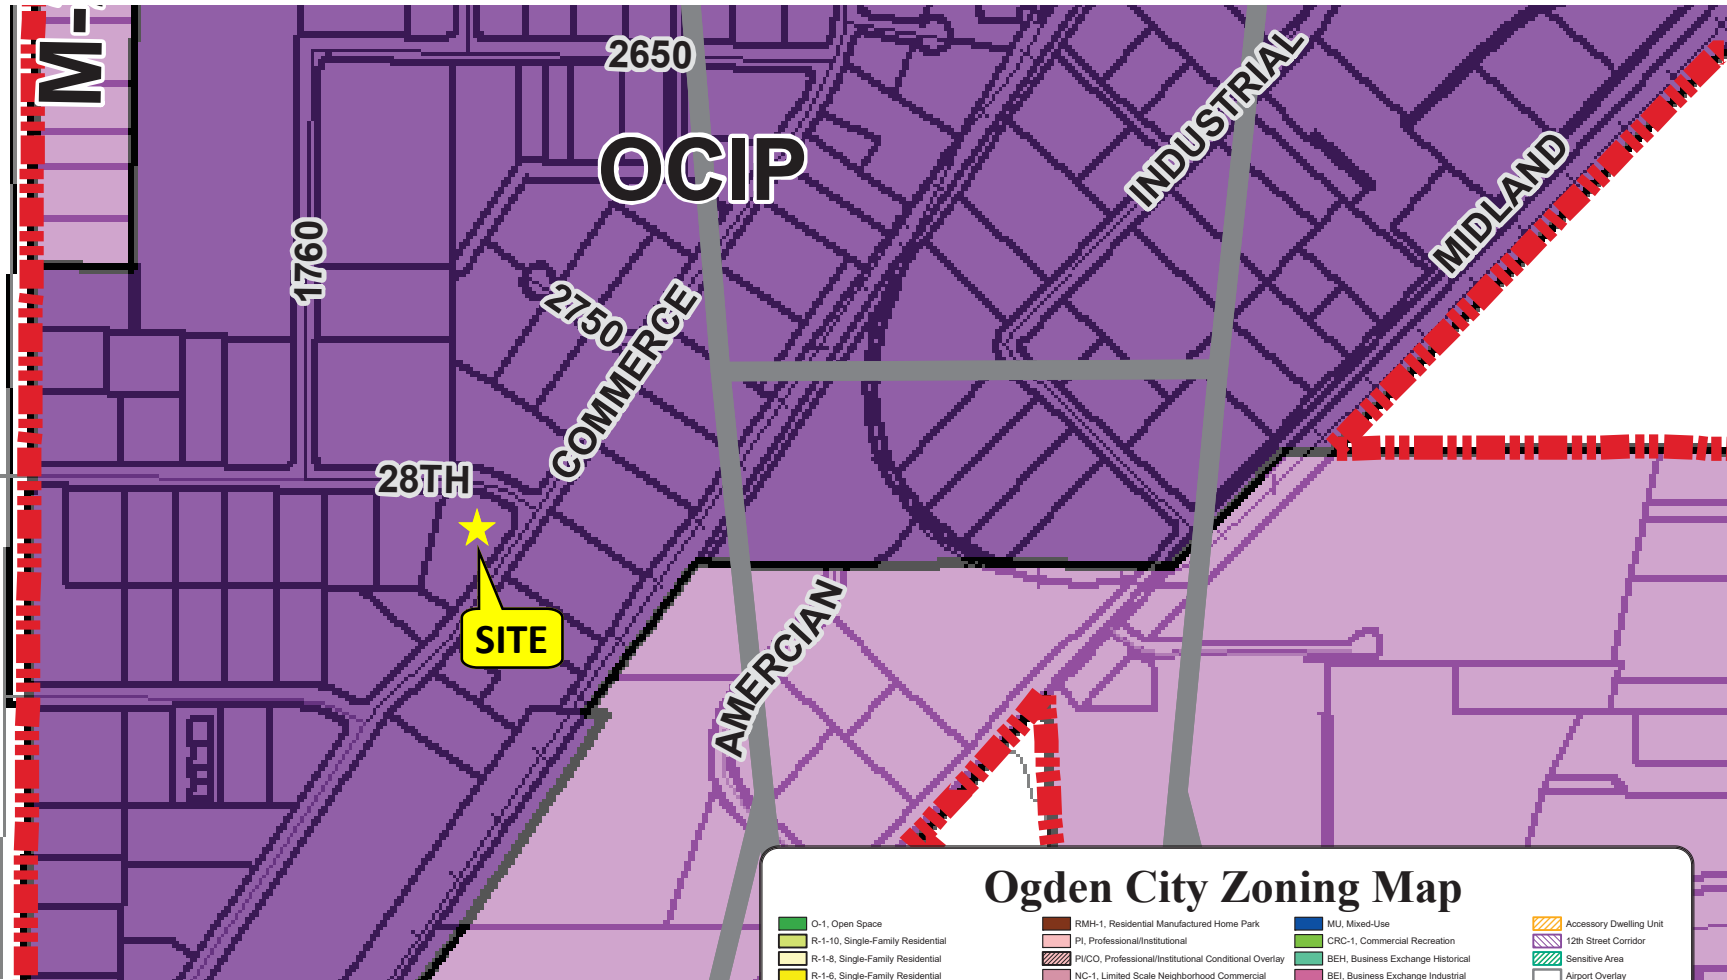 M-
2650
OCIP
INDUSTRIAL
MIDLAND
1760
2750
COMMERCE
28TH
SITE
AMERCIAN
Ogden City Zoning Map
O-1, Open Space
R-1-10, Single-Family Residential
R-1-8, Single-Family Residential
R-1-6, Single-Family Residential
RMH-1, Residential Manufactured Home Park
PI, Professional/Institutional
PI/CO, Professional/Institutional Conditional Overlay
NC-1, Limited Scale Neighborhood Commercial
MU, Mixed-Use
CRC-1, Commercial Recreation
BEH, Business Exchange Historical
BEI, Business Exchange Industrial
Accessory Dwelling Unit
12th Street Corridor
Sensitive Area
Airport Overlay